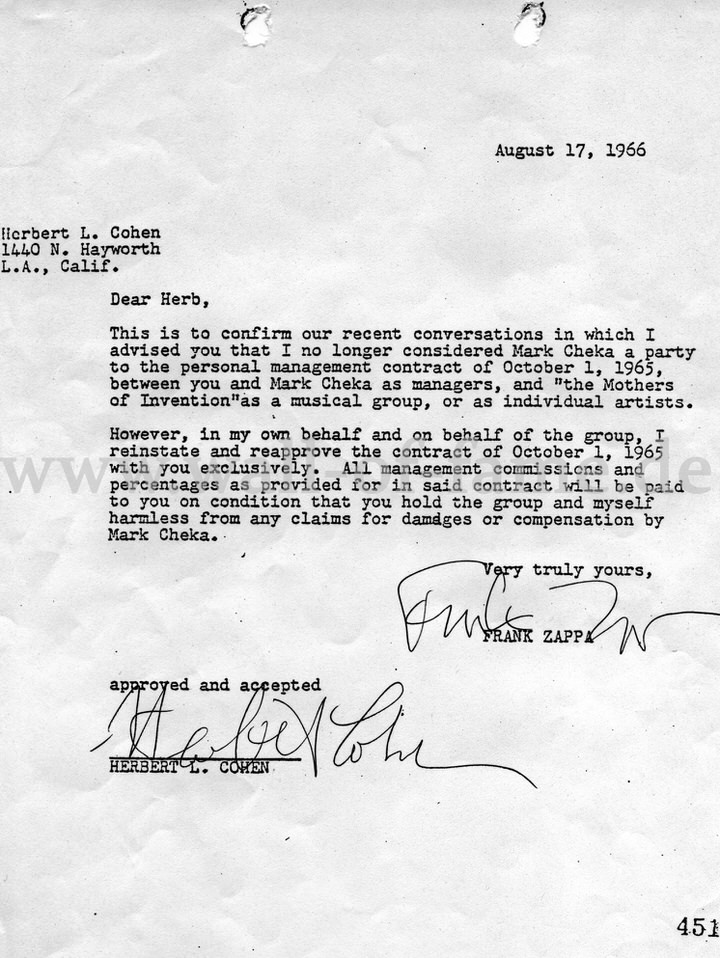 August 17, 1966
Herbert L. Cohen
1440 N. Hayworth
L.A., Calif.
Dear Herb,
This is to confirm our recent conversations in which I
advised you that I no longer considered Mark Cheka a party
to the personal management contract of October 1, 1965,
between you and Mark Cheka as managers, and "the Mothers
of Invention"as a musical group, or as individual artists.
However, in my own behalf and on behalf of the group, I
reinstate and reapprove the contract of October 1, 1965
with you exclusively. All management commissions and
percentages as provided for in said contract will be paid
to you on condition that you hold the group and myself
harmless from any claims for damages or compensation by
Mark Cheka.
Very truly yours,
Frank Zappa
FRANK ZAPPA
approved and accepted
Herbert L Cohen
HERBERT L. COHEN
451